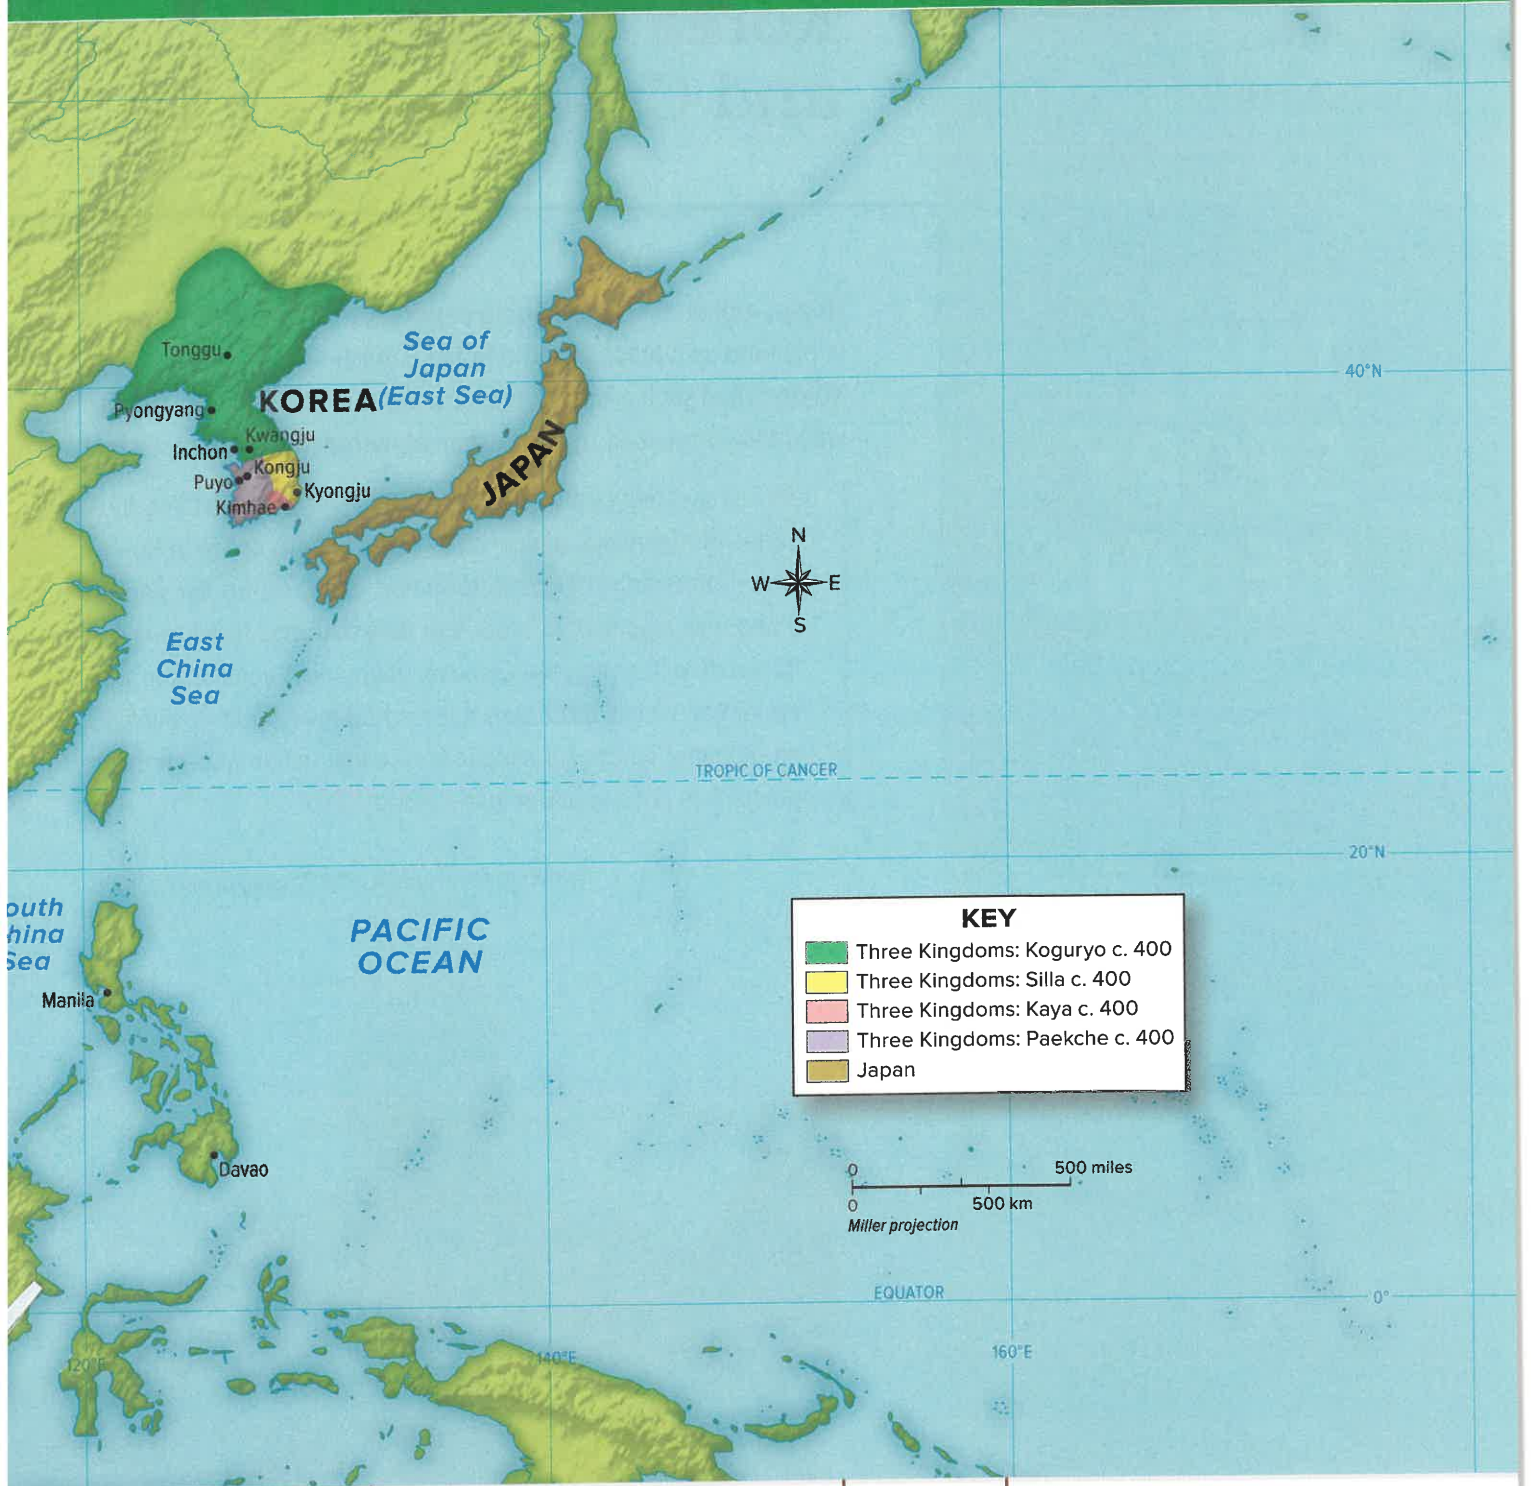 Sea of
Japan
(East Sea)
40°N
Tonggu
KOREA
Pyongyang
Kwangju
Inchon
Kongju
Puyo
Kyongju
Kimhae
JAPAN
N
W
E
S
East
China
Sea
TROPIC OF CANCER
20°N
outh
hina
Sea
PACIFIC
OCEAN
Manila
Davao
KEY
Three Kingdoms: Koguryo c. 400
Three Kingdoms: Silla c. 400
Three Kingdoms: Kaya c. 400
Three Kingdoms: Paekche c. 400
Japan
0
500 miles
0
500 km
Miller projection
EQUATOR
0°
120°E
140°E
160°E